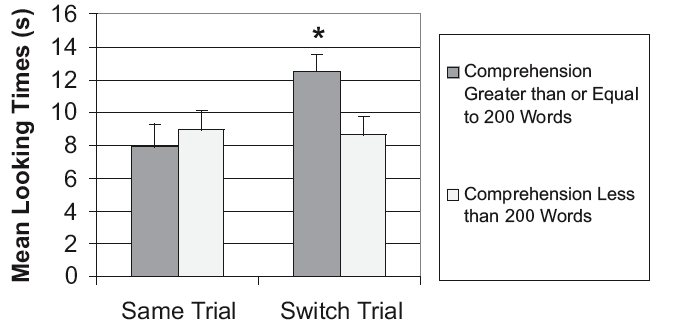 Mean Looking Times (s)
16
14
12
10
8
6
4
2
0
*
Same Trial
Switch Trial
Comprehension
Greater than or Equal
to 200 Words
Comprehension Less
than 200 Words